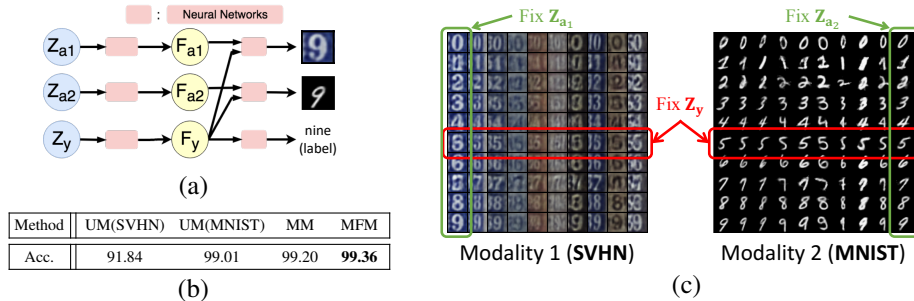 : Neural Networks
Z_a1 F_a1
Z_a2 F_a2
Z_y F_y nine
(label)
(a)
Method UM(SVHN) UM(MNIST) MM MFM
Acc. 91.84 99.01 99.20 99.36
(b)
Fix Z_a1 Fix Z_a2
Fix Z_y
Modality 1 (SVHN) Modality 2 (MNIST)
(c)